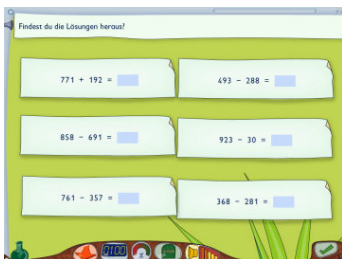 Findest du die Lösungen heraus?
771 + 192 =
493 - 288 =
858 - 691 =
923 - 30 =
761 - 357 =
368 - 281 =